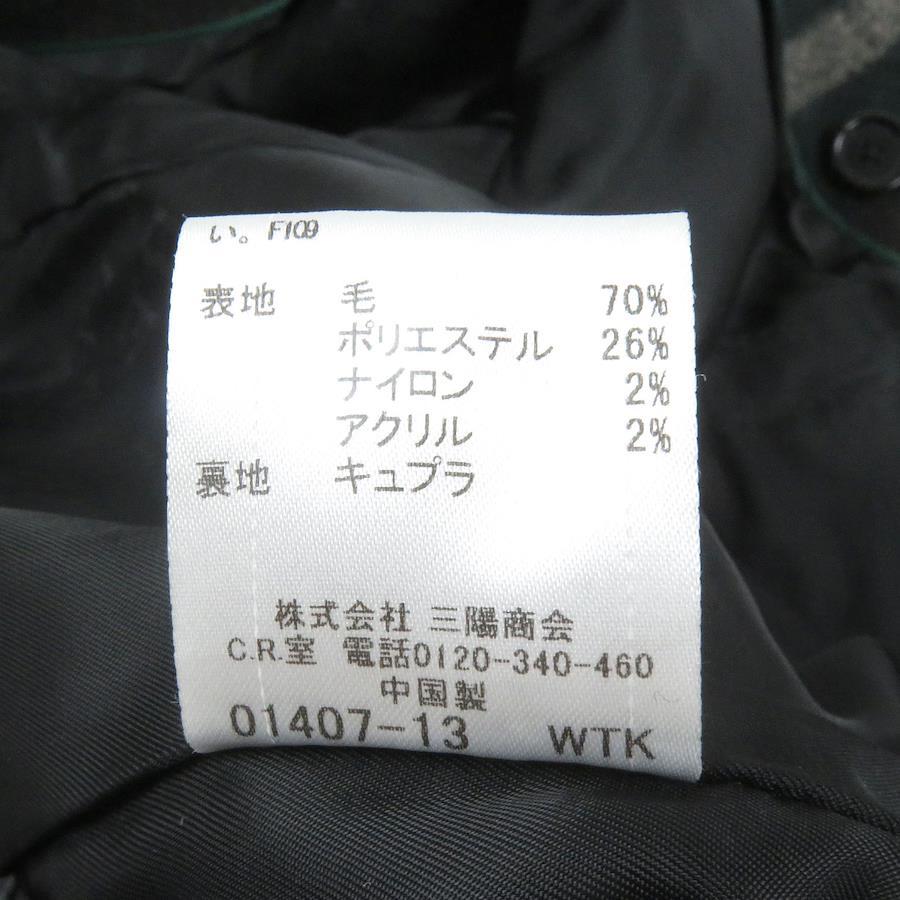 い。F109
表地 毛 70%
ポリエステル 26%
ナイロン 2%
アクリル 2%
裏地 キュプラ
株式会社 三陽商会
C.R.室 電話0120-340-460
中国製
01407-13 WTK